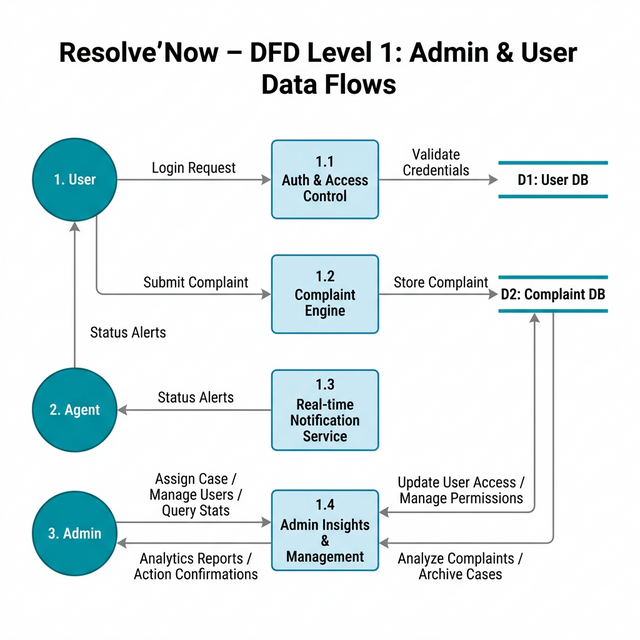 Resolve’Now – DFD Level 1: Admin & User
Data Flows
1. User
Login Request
1.1
Auth & Access
Control
Validate
Credentials
D1: User DB
Submit Complaint
1.2
Complaint
Engine
Store Complaint
D2: Complaint DB
Status Alerts
2. Agent
Status Alerts
1.3
Real-time
Notification
Service
3. Admin
Assign Case /
Manage Users /
Query Stats
Analytics Reports /
Action Confirmations
1.4
Admin Insights
&
Management
Update User Access /
Manage Permissions
Analyze Complaints /
Archive Cases